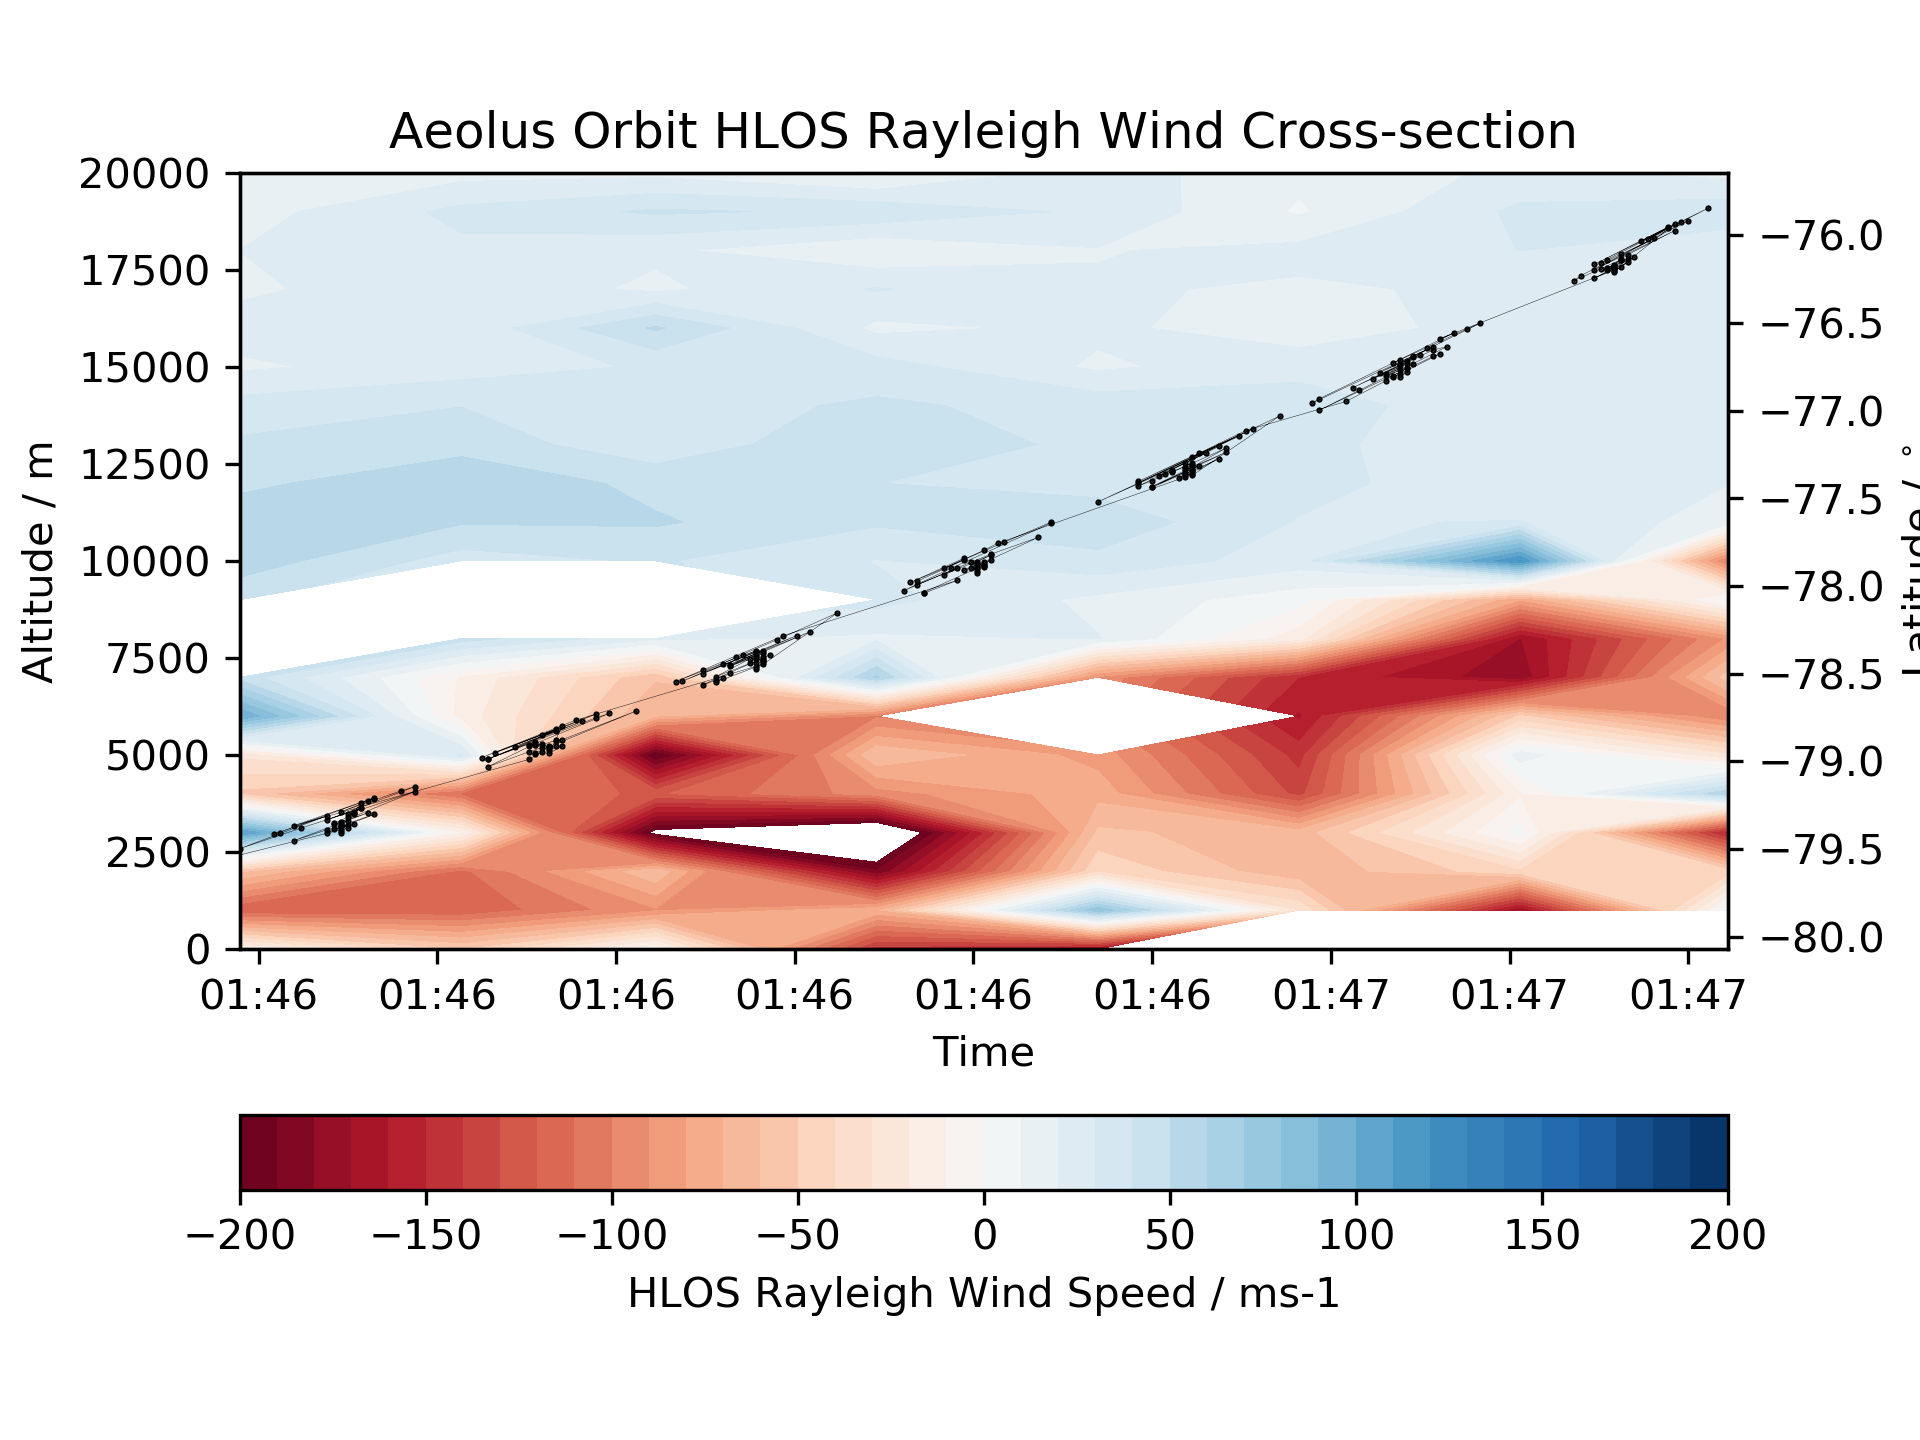 Aeolus Orbit HLOS Rayleigh Wind Cross-section
20000
17500
15000
12500
10000
7500
5000
2500
0
Altitude / m
−76.0
−76.5
−77.0
−77.5
−78.0
−78.5
−79.0
−79.5
−80.0
Latitude / °
01:46 01:46 01:46 01:46 01:46 01:46 01:47 01:47 01:47
Time
−200 −150 −100 −50 0 50 100 150 200
HLOS Rayleigh Wind Speed / ms-1